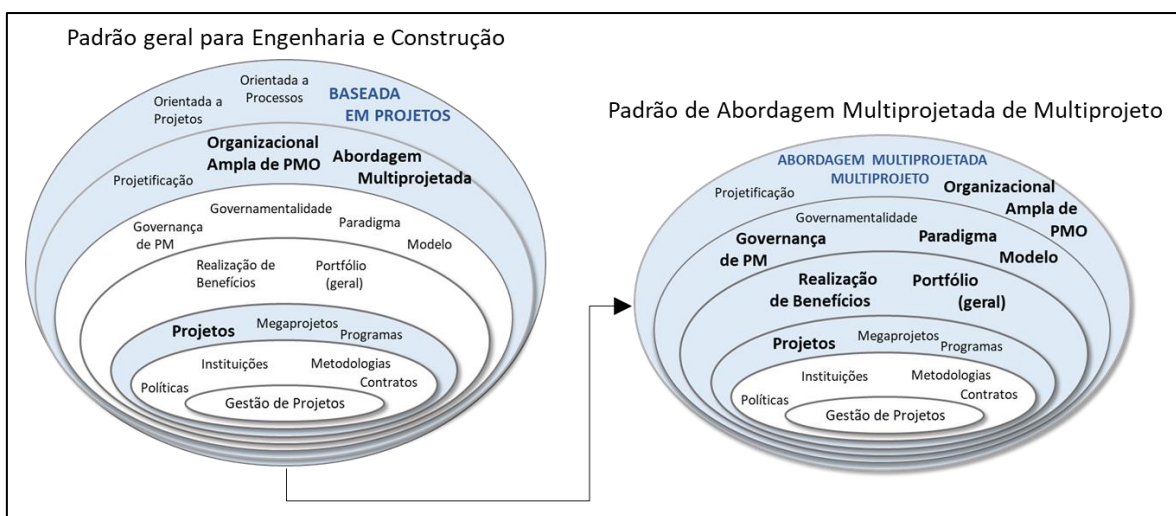 Padrão geral para Engenharia e Construção
Orientada a
Processos
Orientada a
Projetos
BASEADA
EM PROJETOS
Organizacional
Ampla de PMO
Abordagem
Multiprojetada
Projetificação
Governamentalidade
Governança
de PM
Paradigma
Modelo
Realização de
Benefícios
Portfólio
(geral)
Projetos
Megaprojetos
Programas
Instituições
Metodologias
Políticas
Contratos
Gestão de Projetos
Padrão de Abordagem Multiprojetada de Multiprojeto
ABORDAGEM MULTIPROJETADA
MULTIPROJETO
Projetificação
Organizacional
Ampla de
PMO
Governamentalidade
Governança
de PM
Paradigma
Modelo
Realização
de Benefícios
Portfólio
(geral)
Projetos
Megaprojetos
Programas
Instituições
Metodologias
Políticas
Contratos
Gestão de Projetos